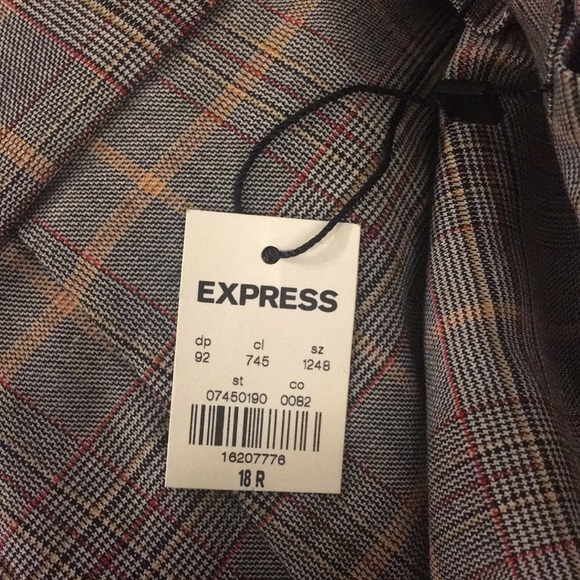 EXPRESS
dp cl sz
92 745 1248
st co
07450190 0082
16207776
18 R